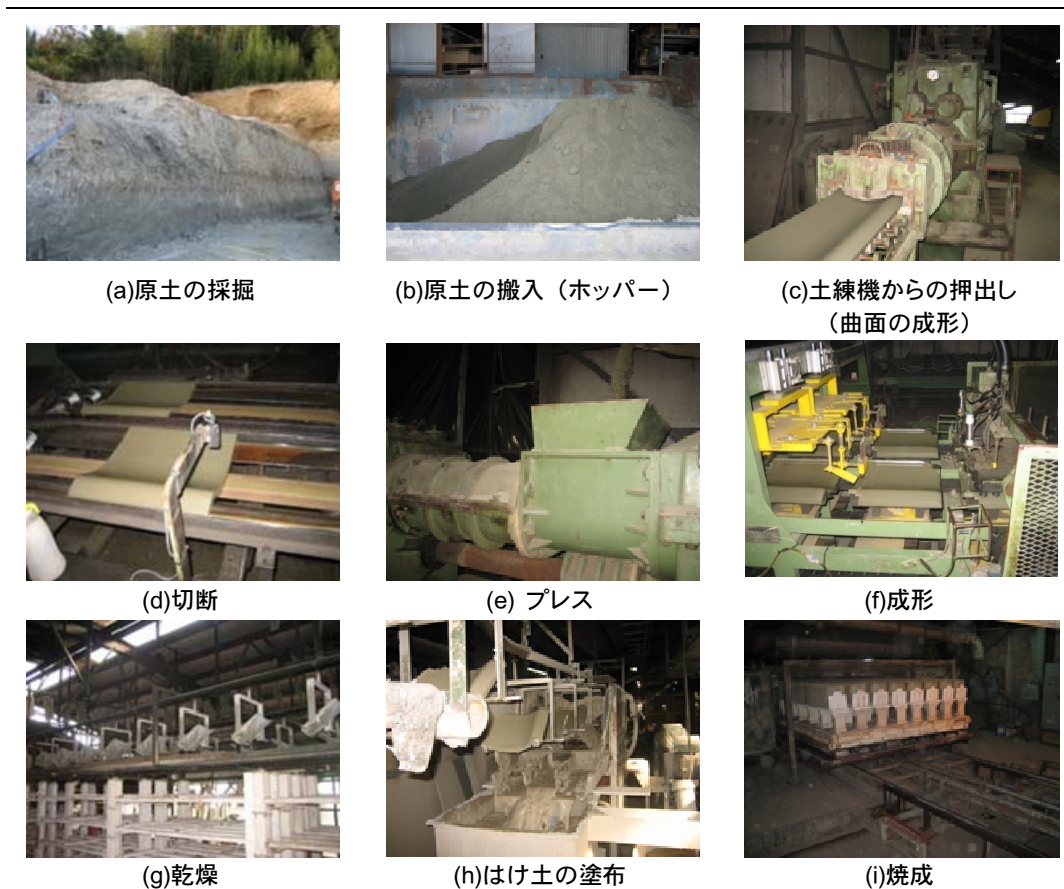 (a)原土の採掘
(b)原土の搬入（ホッパー）
(c)土練機からの押出し
（曲面の成形）
(d)切断
(e) プレス
(f)成形
(g)乾燥
(h)はけ土の塗布
(i)焼成